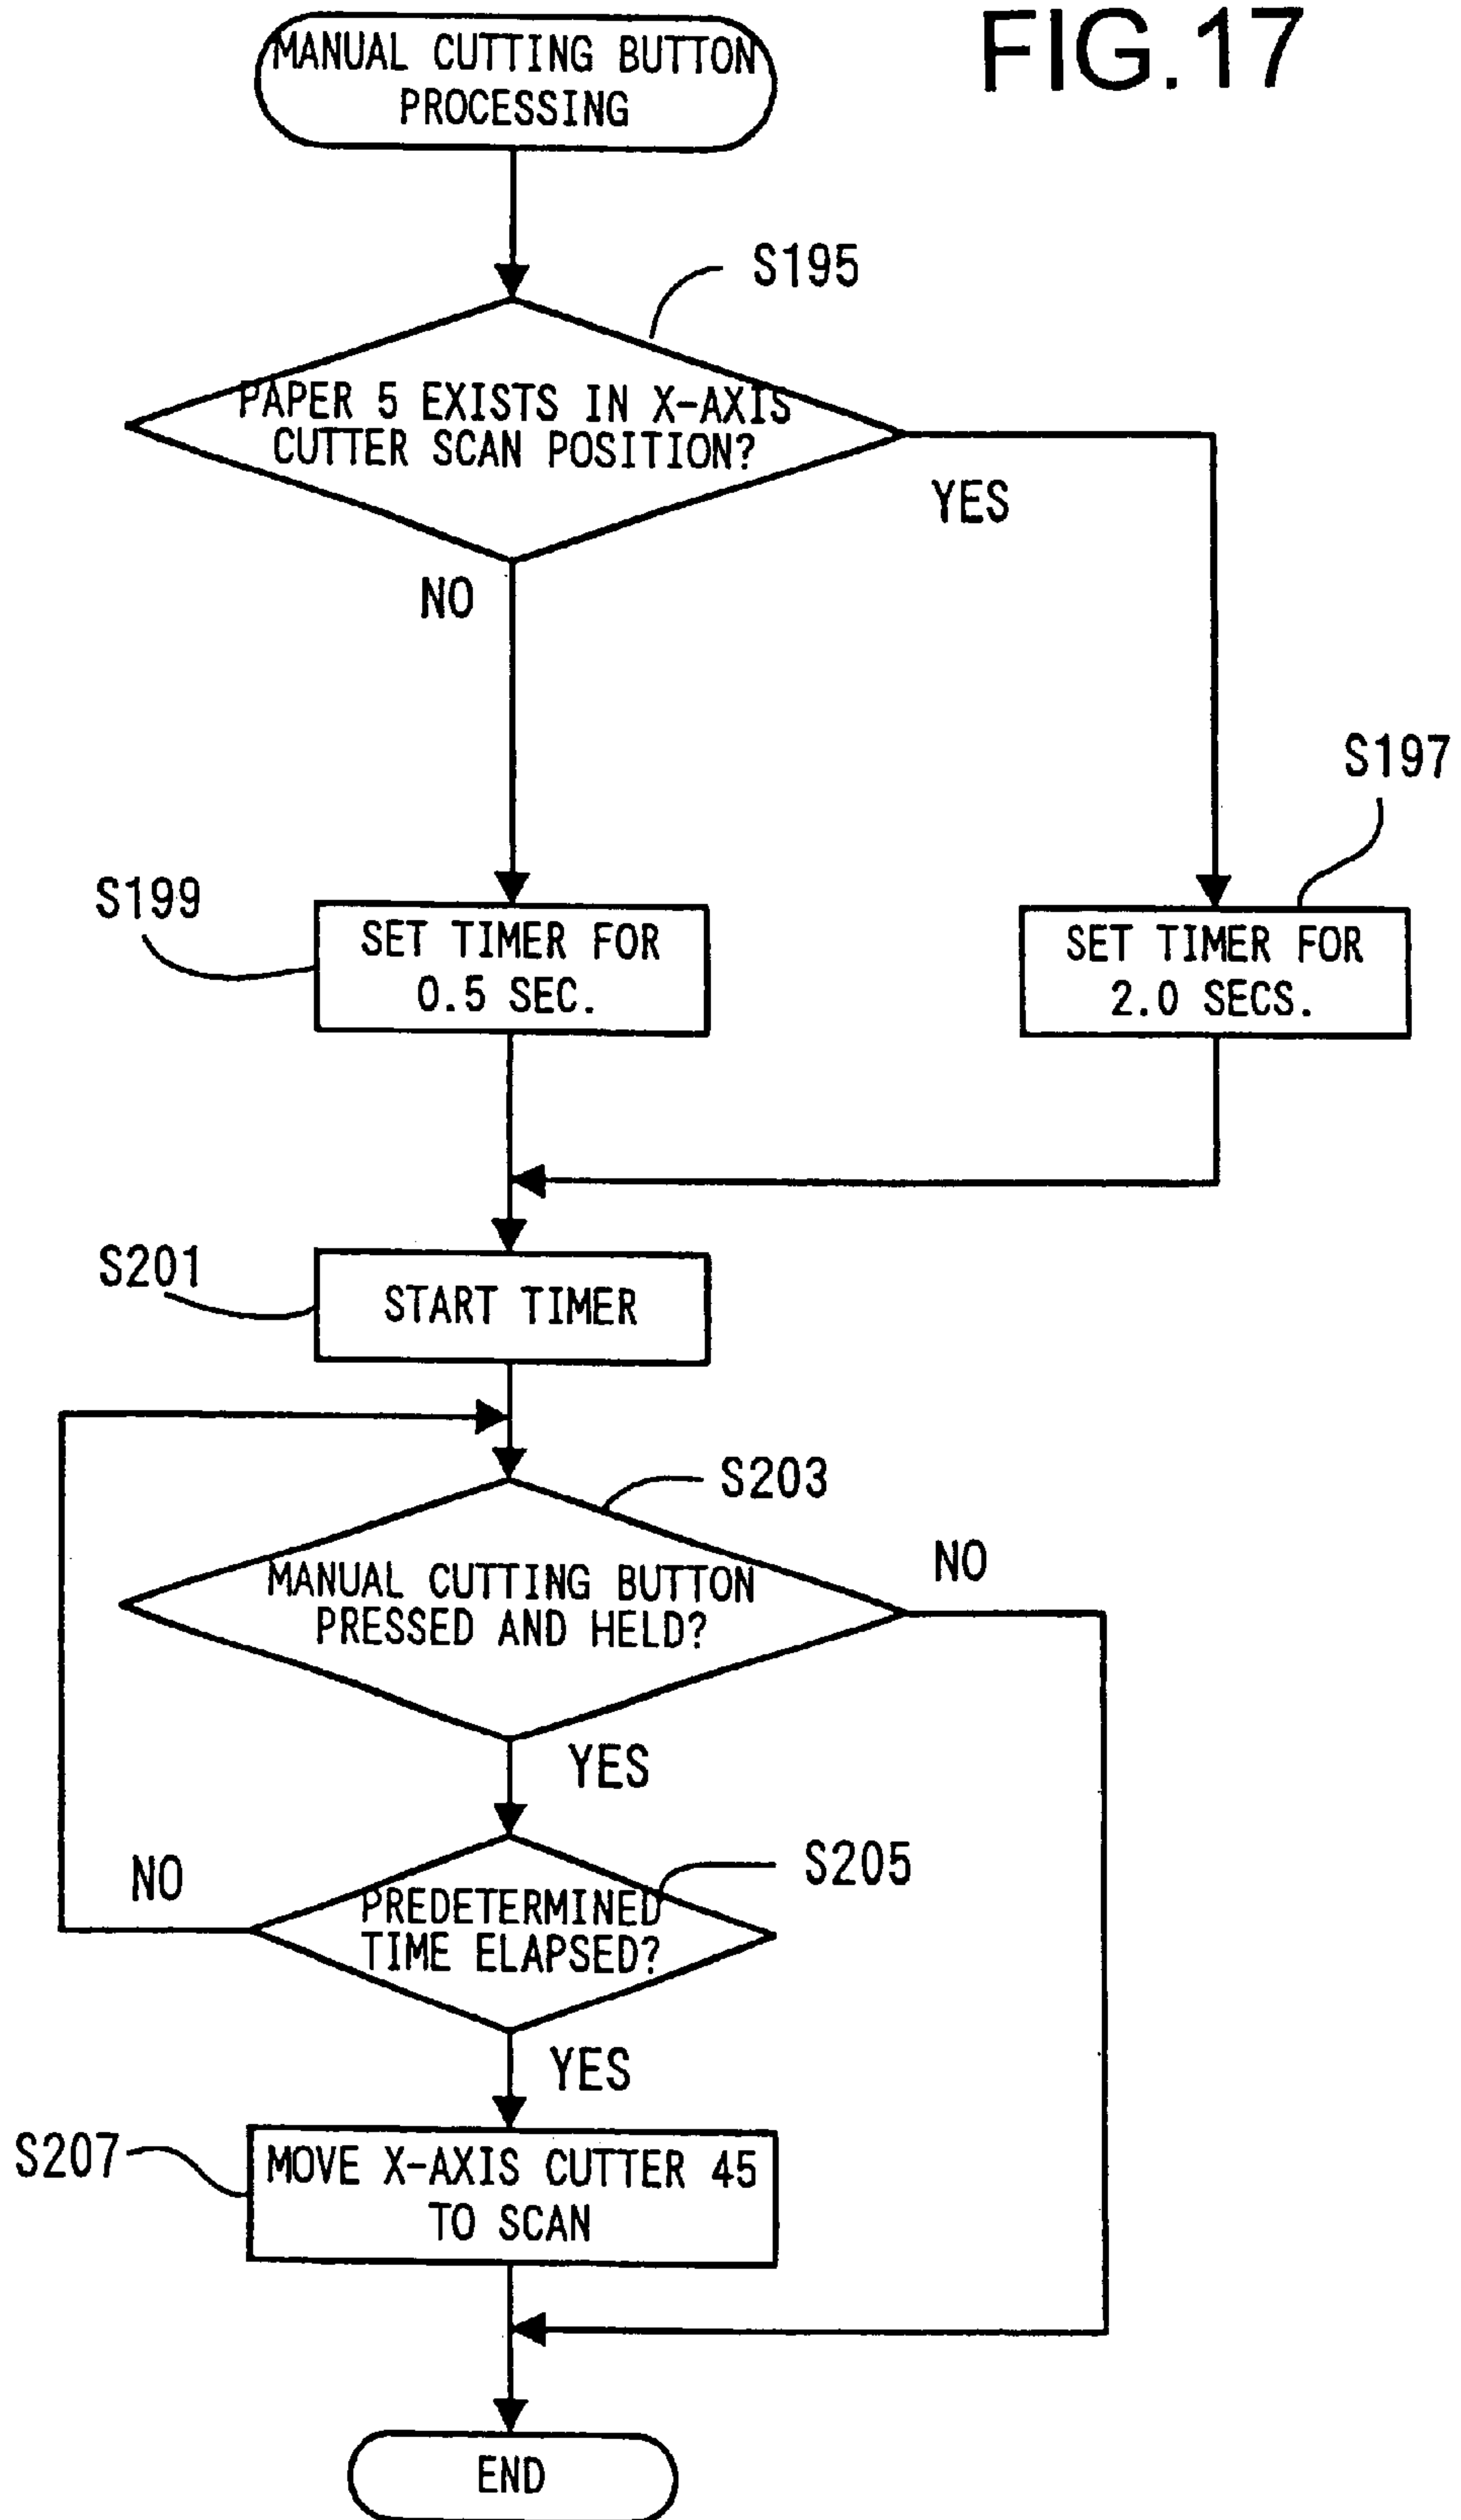 FIG.17
MANUAL CUTTING BUTTON
PROCESSING
S195
PAPER 5 EXISTS IN X-AXIS
CUTTER SCAN POSITION?
YES
NO
S197
S199
SET TIMER FOR
0.5 SEC.
SET TIMER FOR
2.0 SECS.
S201
START TIMER
S203
MANUAL CUTTING BUTTON
PRESSED AND HELD?
NO
YES
S205
NO
PREDETERMINED
TIME ELAPSED?
YES
S207
MOVE X-AXIS CUTTER 45
TO SCAN
END